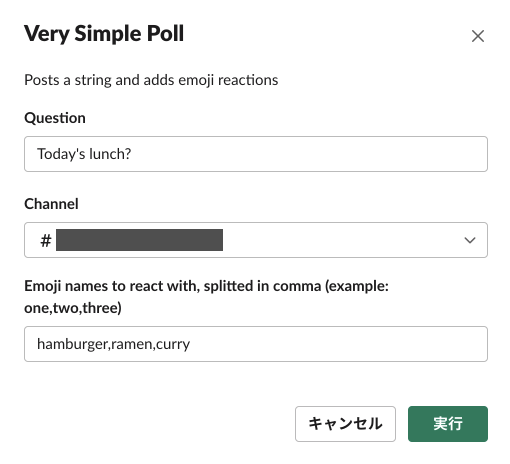 Very Simple Poll
Posts a string and adds emoji reactions
Question
Today's lunch?
Channel
#
Emoji names to react with, splitted in comma (example:
one,two,three)
hamburger,ramen,curry
キャンセル 実行